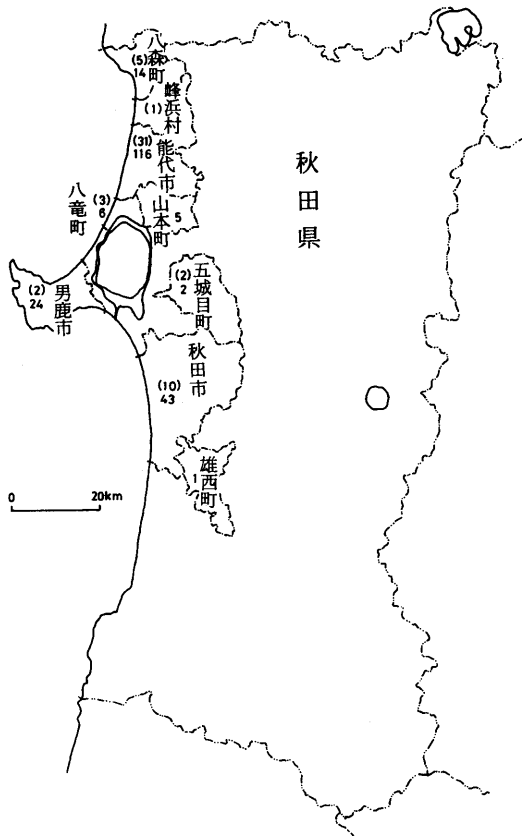 八森町
(5)
14
峰浜村
(1)
能代市
(31)
116
八竜町
(3)
6
山本町
5
秋田県
男鹿市
(2)
24
五城目町
(2)
2
秋田市
(10)
43
雄西町
1
0 20km